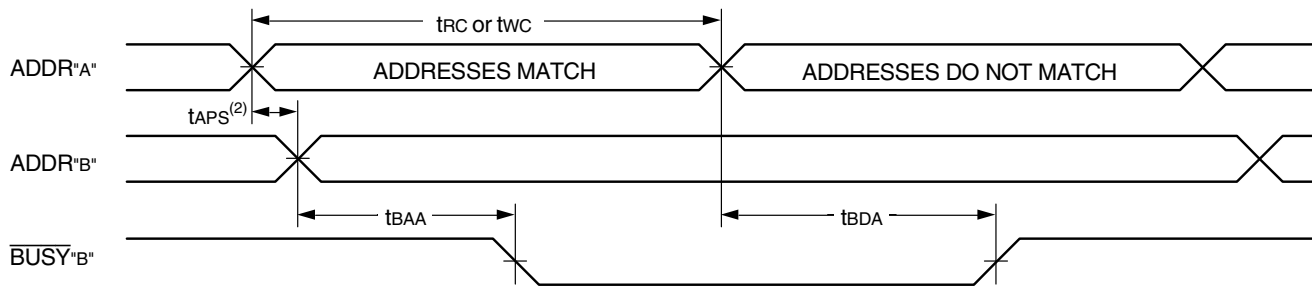 tRC or tWC
ADDR"A"
ADDRESSES MATCH
ADDRESSES DO NOT MATCH
tAPS(2)
ADDR"B"
tBAA
tBDA
BUSY"B"